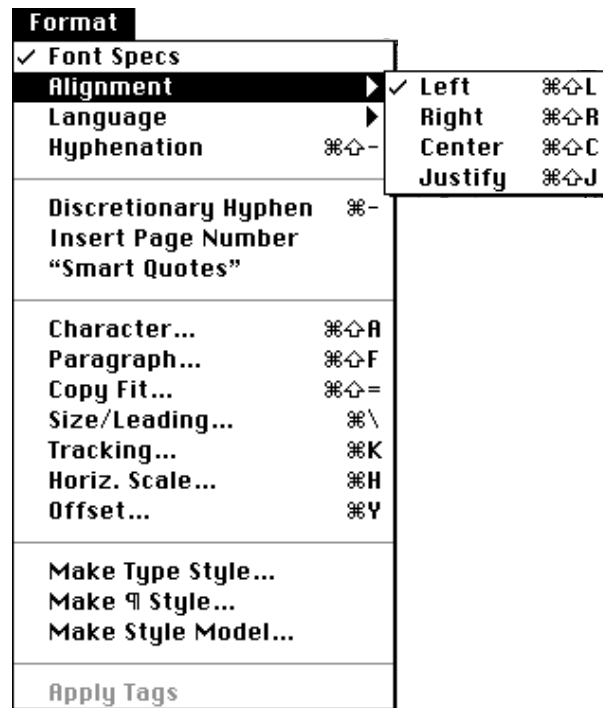 Format
✓ Font Specs
Alignment ▶
Language ▶
Hyphenation ⌘⇧-
Discretionary Hyphen ⌘-
Insert Page Number
“Smart Quotes”
Character... ⌘⇧A
Paragraph... ⌘⇧F
Copy Fit... ⌘⇧=
Size/Leading... ⌘\
Tracking... ⌘K
Horiz. Scale... ⌘H
Offset... ⌘Y
Make Type Style...
Make ¶ Style...
Make Style Model...
Apply Tags
✓ Left ⌘⇧L
Right ⌘⇧R
Center ⌘⇧C
Justify ⌘⇧J